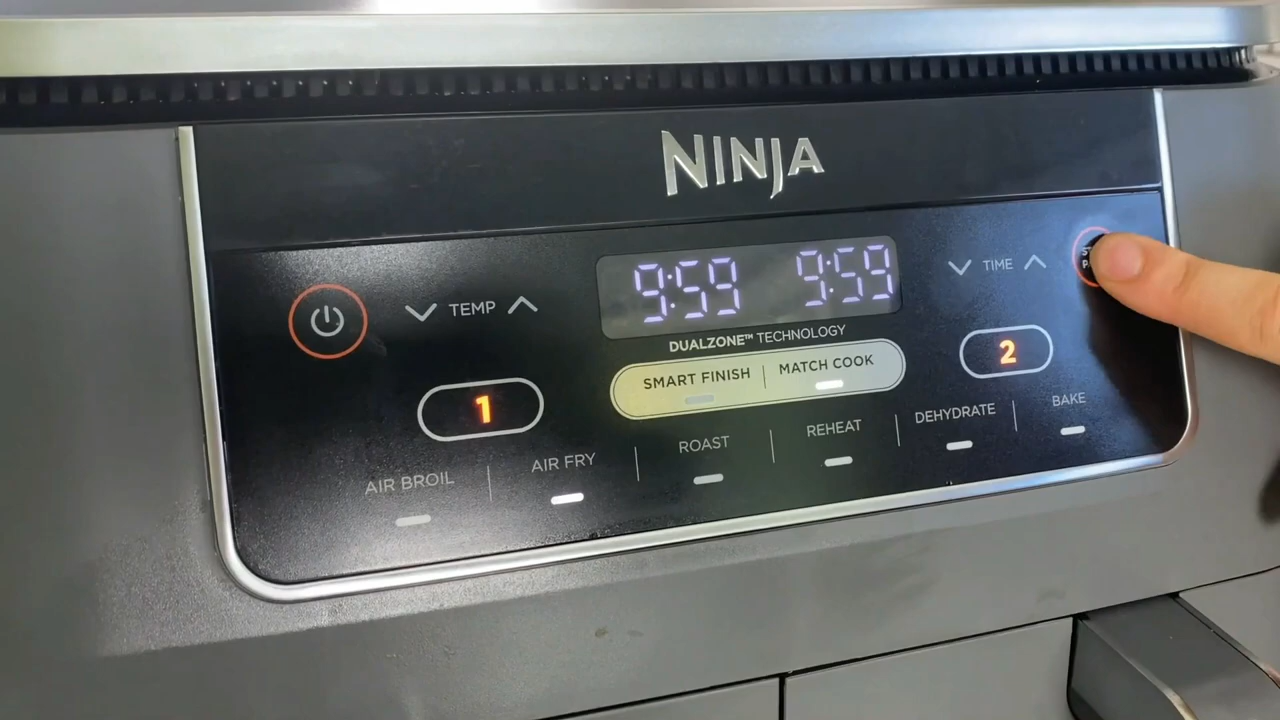 NINJA
9:59 9:59
TEMP
TIME
DUALZONE™ TECHNOLOGY
SMART FINISH
MATCH COOK
1
2
AIR BROIL
AIR FRY
ROAST
REHEAT
DEHYDRATE
BAKE